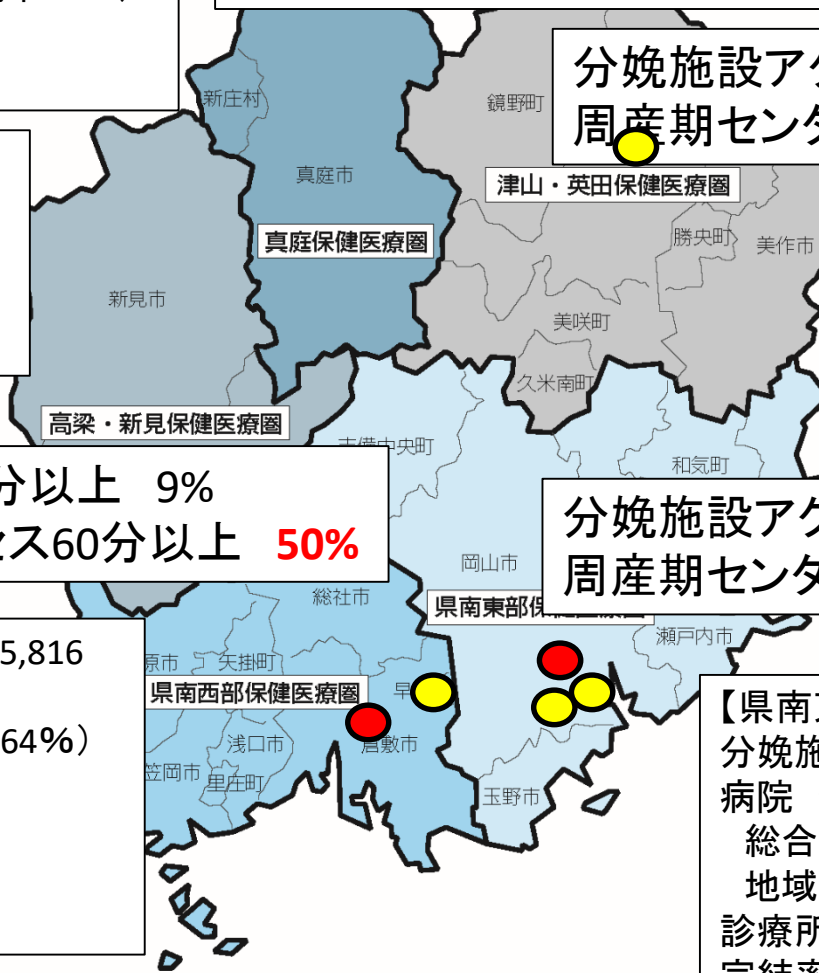 分娩施設アク
周産期センタ
新庄村
鏡野町
真庭市
津山・英田保健医療圏
真庭保健医療圏
勝央町
美作市
新見市
美咲町
久米南町
高梁・新見保健医療圏
吉備中央町
和気町
分以上 9%
セス60分以上 50%
分娩施設アク
周産期センタ
岡山市
総社市
県南東部保健医療圏
瀬戸内市
5,816
原市
矢掛町
県南西部保健医療圏
早
64%）
浅口市
倉敷市
笠岡市
里庄町
玉野市
【県南
分娩施
病院
総合
地域
診療所